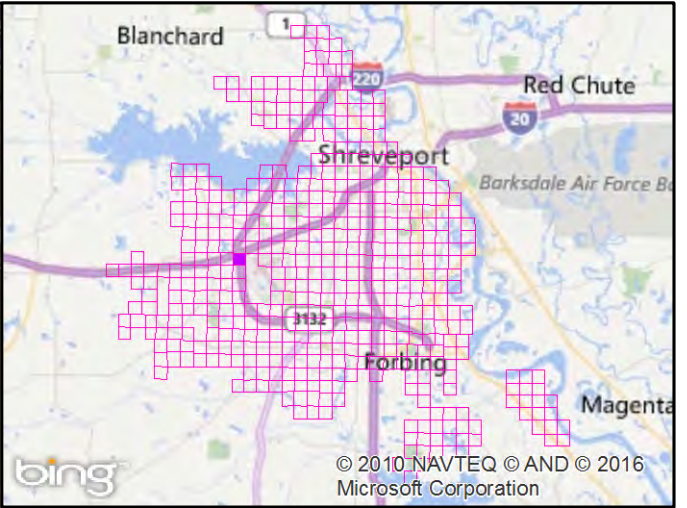 1
Blanchard
220
Red Chute
20
Shreveport
Barksdale Air Force Ba
3132
Forbing
Magenta
bing
© 2010 NAVTEQ © AND © 2016
Microsoft Corporation